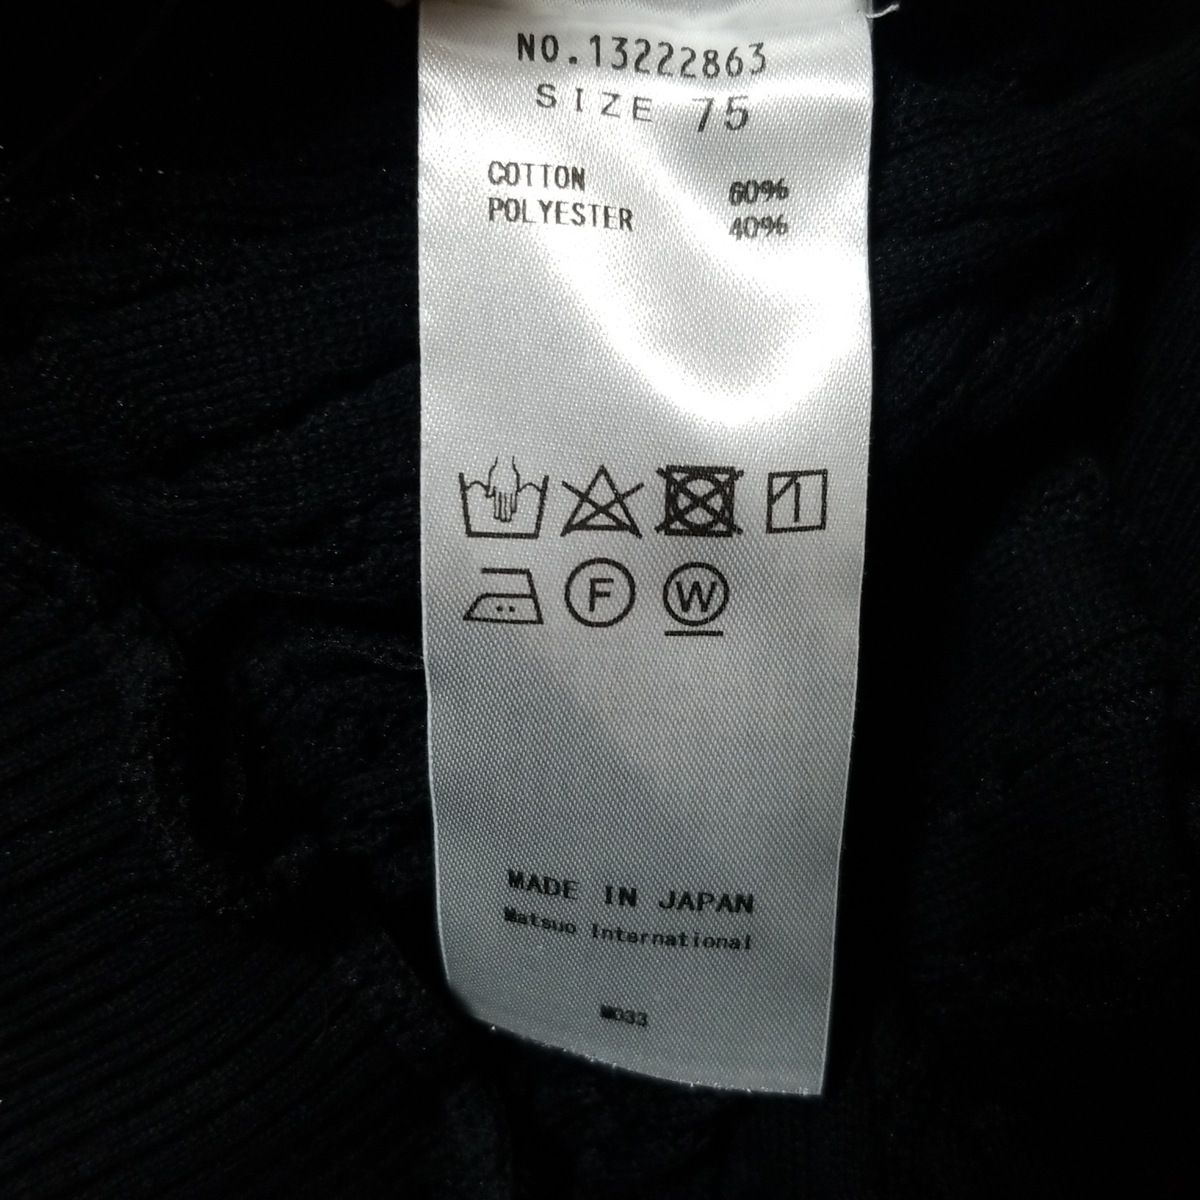 NO.13222863
SIZE 75
COTTON 60%
POLYESTER 40%
F W
MADE IN JAPAN
Matsuo International
M033